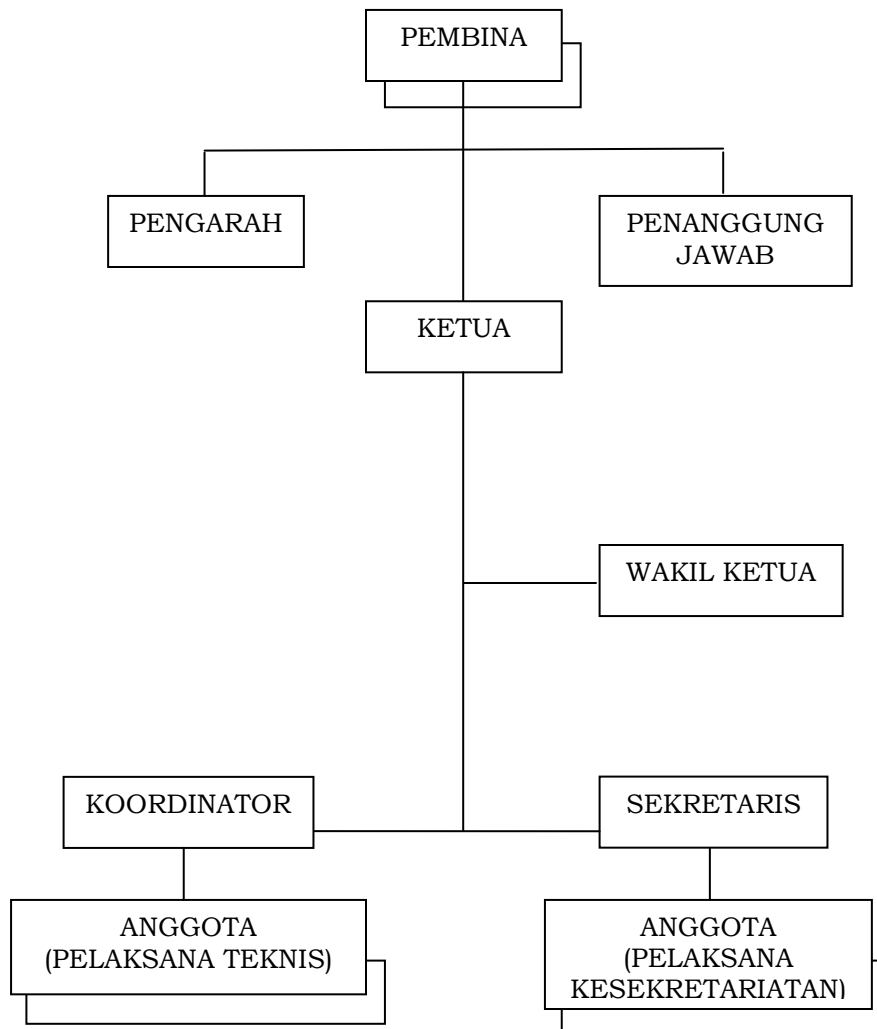 PEMBINA
PENGARAH
PENANGGUNG
JAWAB
KETUA
WAKIL KETUA
KOORDINATOR
SEKRETARIS
ANGGOTA
(PELAKSANA TEKNIS)
ANGGOTA
(PELAKSANA
KESEKRETARIATAN)